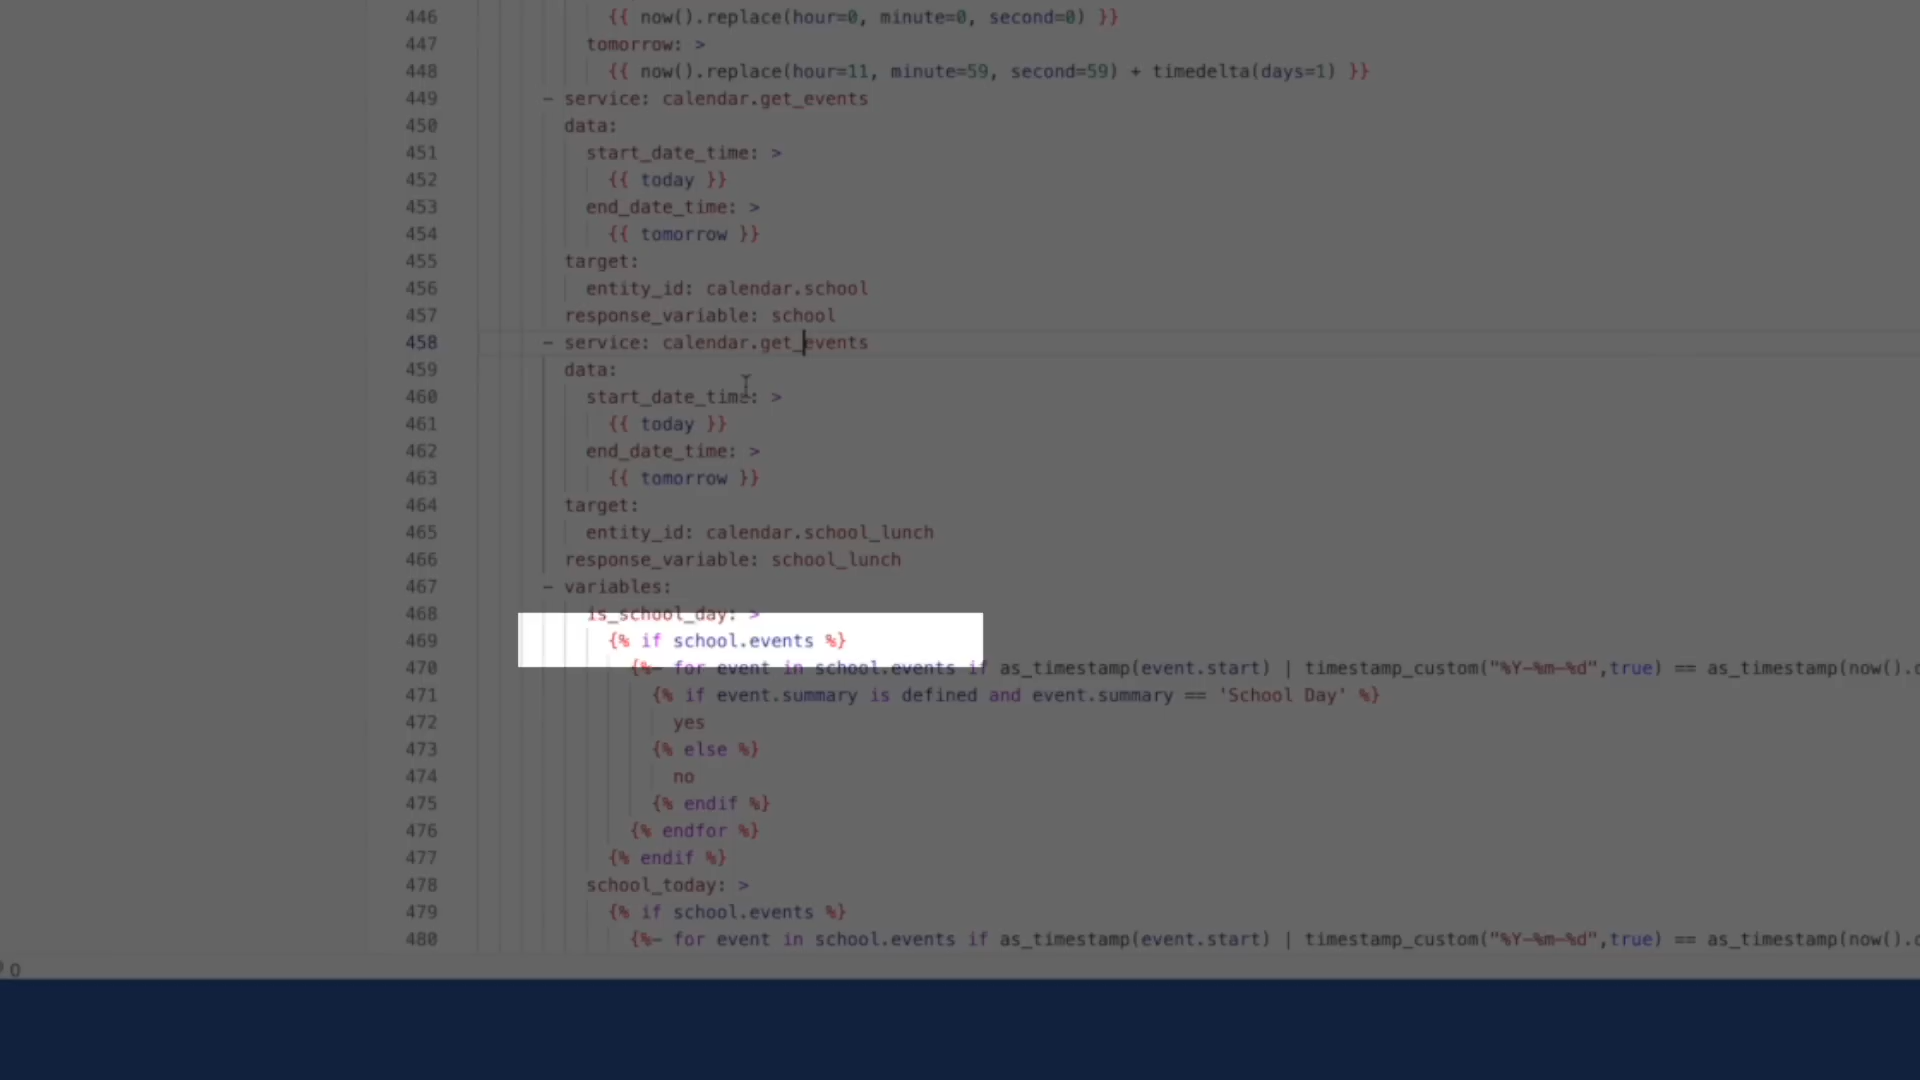 446 {{ now().replace(hour=0, minute=0, second=0) }}
447 tomorrow: >
448 {{ now().replace(hour=11, minute=59, second=59) + timedelta(days=1) }}
449 - service: calendar.get_events
450 data:
451 start_date_time: >
452 {{ today }}
453 end_date_time: >
454 {{ tomorrow }}
455 target:
456 entity_id: calendar.school
457 response_variable: school
458 - service: calendar.get_events
459 data:
460 start_date_time: >
461 {{ today }}
462 end_date_time: >
463 {{ tomorrow }}
464 target:
465 entity_id: calendar.school_lunch
466 response_variable: school_lunch
467 - variables:
468 is_school_day: >
469 {% if school.events %}
470 {%- for event in school.events if as_timestamp(event.start) | timestamp_custom("%Y-%m-%d",true) == as_timestamp(now().
471 {% if event.summary is defined and event.summary == 'School Day' %}
472 yes
473 {% else %}
474 no
475 {% endif %}
476 {% endfor %}
477 {% endif %}
478 school_today: >
479 {% if school.events %}
480 {%- for event in school.events if as_timestamp(event.start) | timestamp_custom("%Y-%m-%d",true) == as_timestamp(now().
0